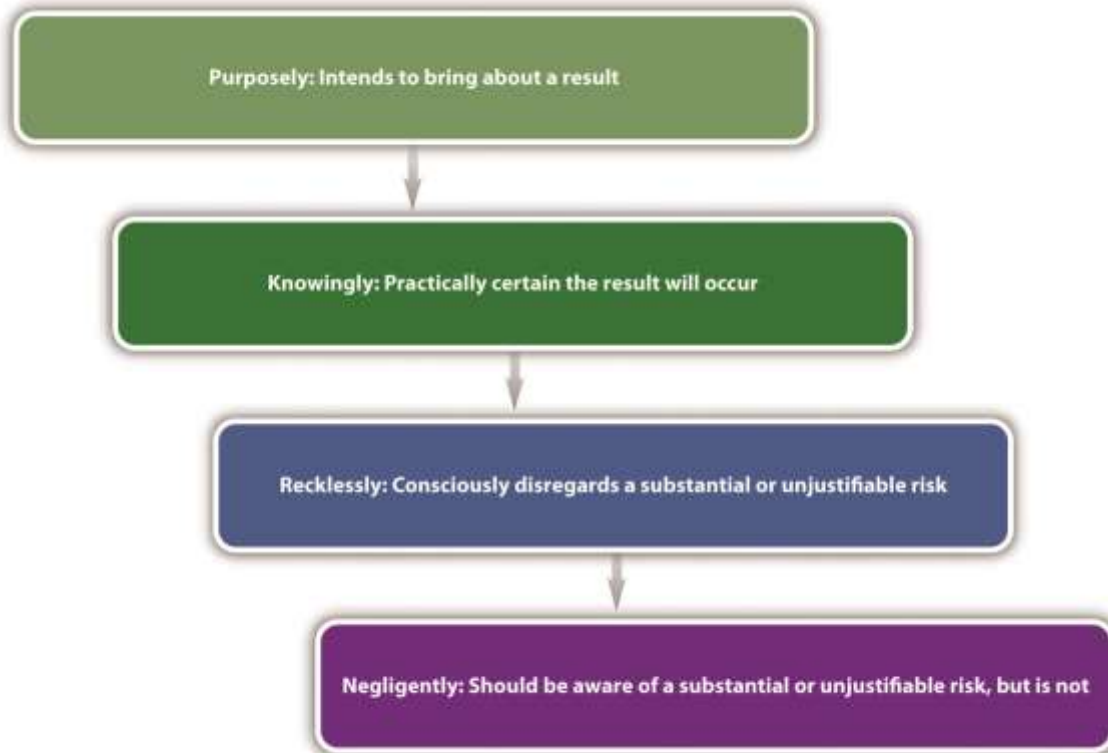 Purposely: Intends to bring about a result
Knowingly: Practically certain the result will occur
Recklessly: Consciously disregards a substantial or unjustifiable risk
Negligently: Should be aware of a substantial or unjustifiable risk, but is not